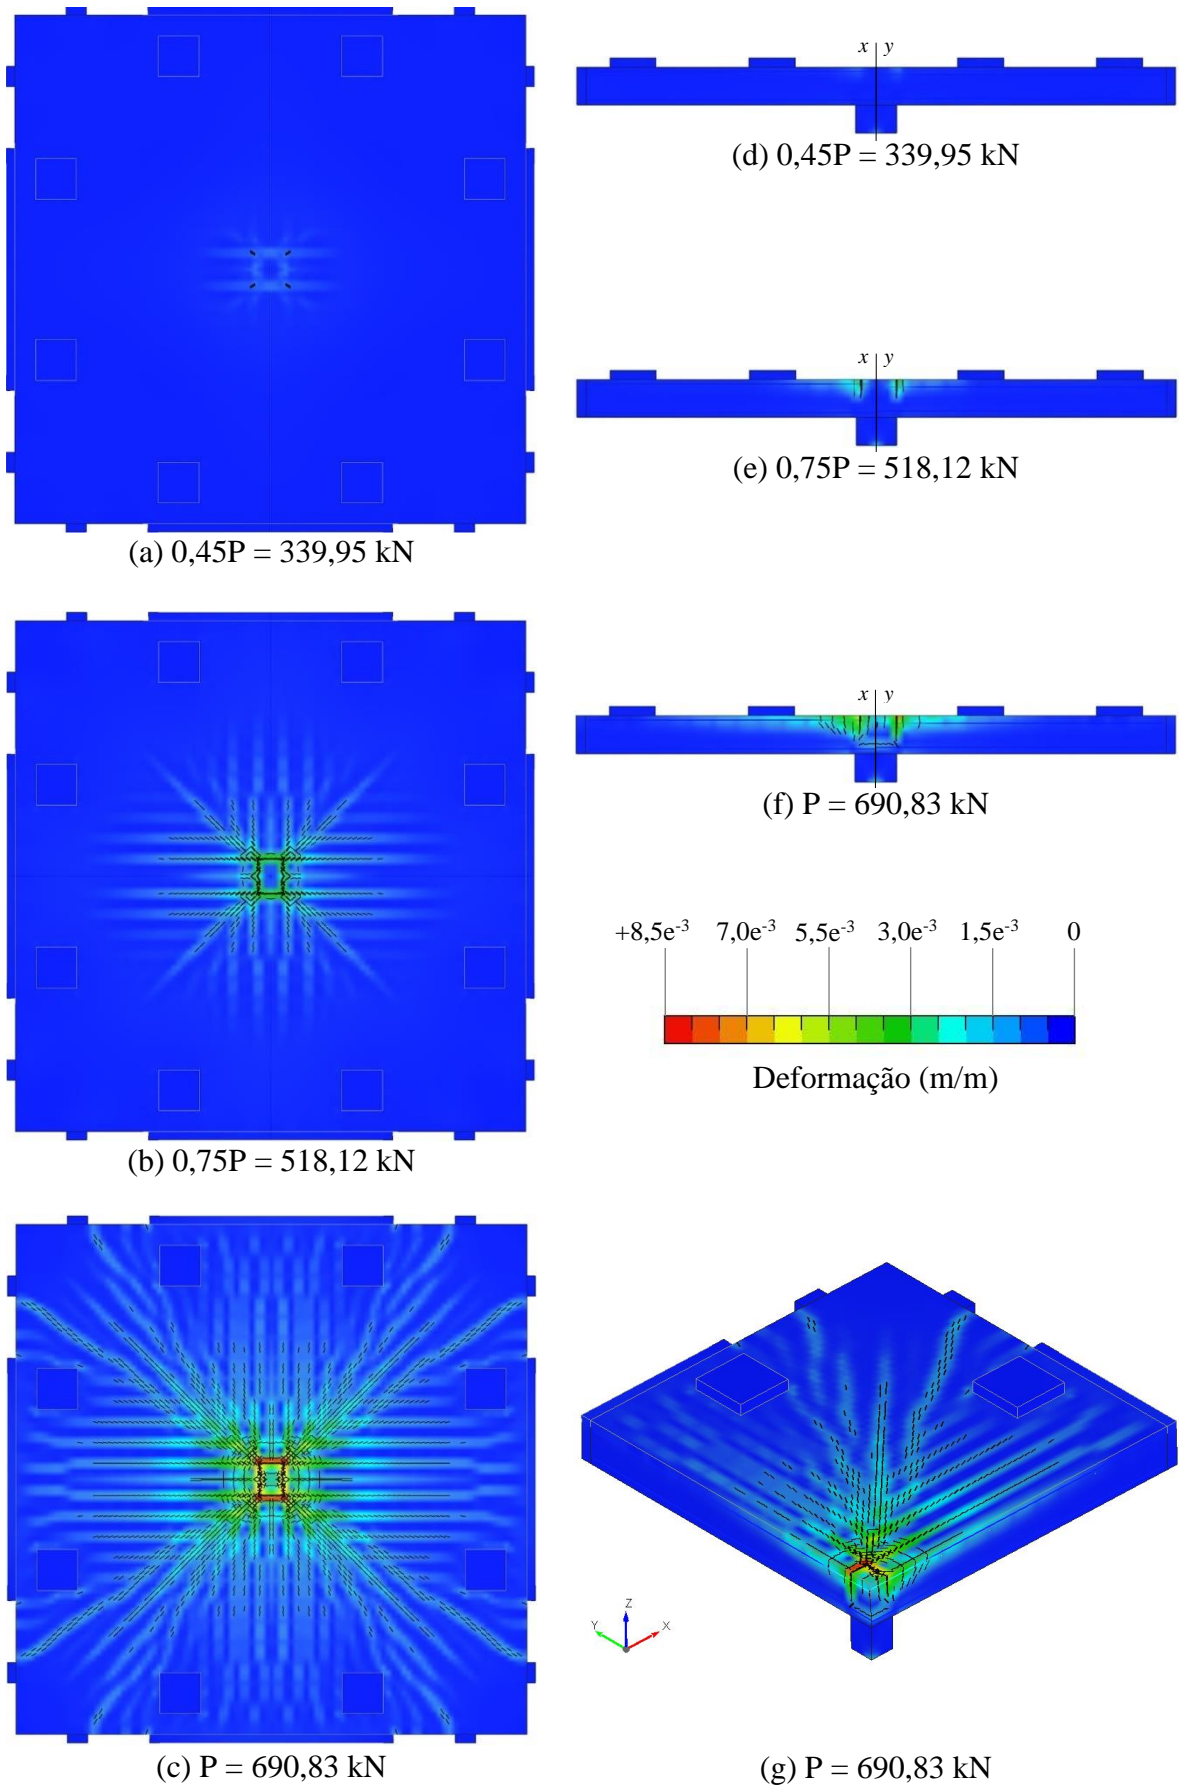 x y
(d) 0,45P = 339,95 kN
x y
(e) 0,75P = 518,12 kN
(a) 0,45P = 339,95 kN
x y
(f) P = 690,83 kN
+8,5e-3 7,0e-3 5,5e-3 3,0e-3 1,5e-3 0
Deformação (m/m)
(b) 0,75P = 518,12 kN
Z
Y X
(c) P = 690,83 kN
(g) P = 690,83 kN